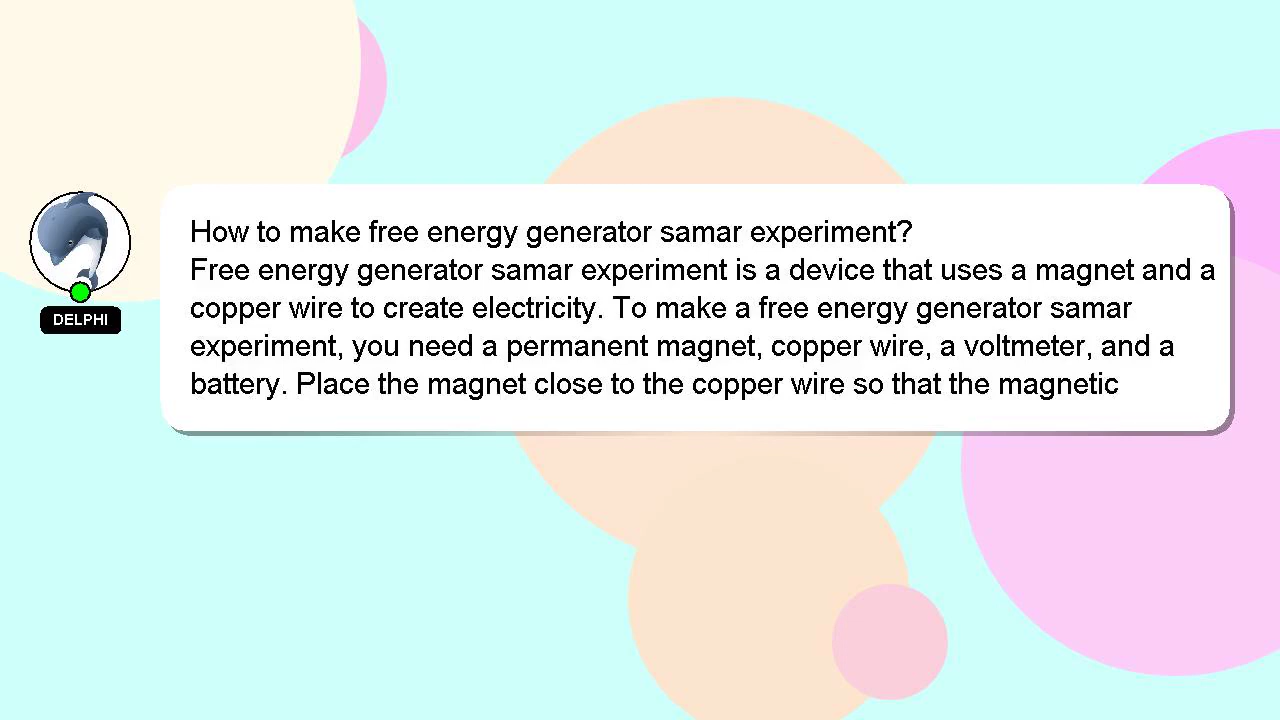 How to make free energy generator samar experiment?
Free energy generator samar experiment is a device that uses a magnet and a
copper wire to create electricity. To make a free energy generator samar
experiment, you need a permanent magnet, copper wire, a voltmeter, and a
battery. Place the magnet close to the copper wire so that the magnetic
DELPHI